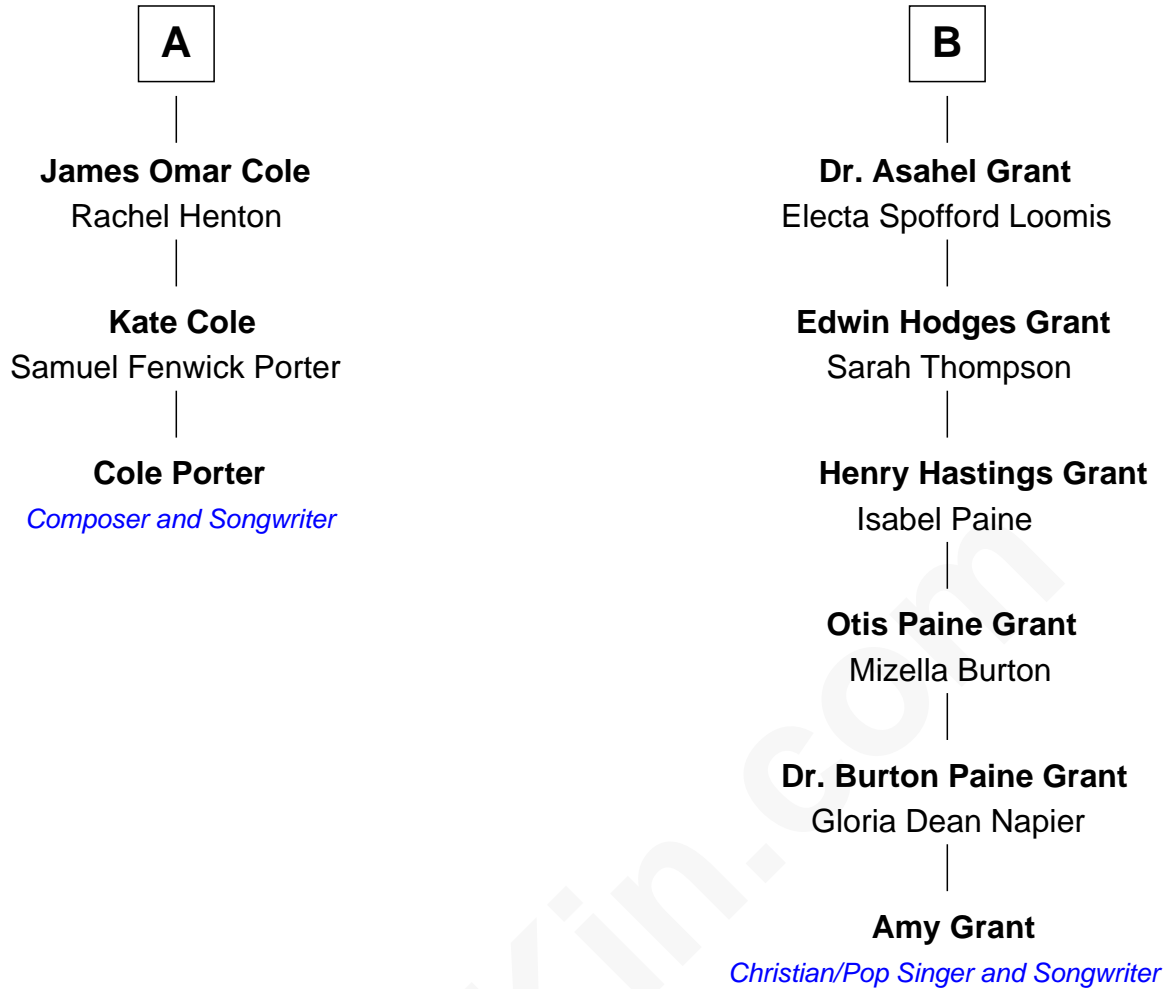 A
James Omar Cole
Rachel Henton
Kate Cole
Samuel Fenwick Porter
Cole Porter
Composer and Songwriter
B
Dr. Asahel Grant
Electa Spofford Loomis
Edwin Hodges Grant
Sarah Thompson
Henry Hastings Grant
Isabel Paine
Otis Paine Grant
Mizella Burton
Dr. Burton Paine Grant
Gloria Dean Napier
Amy Grant
Christian/Pop Singer and Songwriter
Kin.com